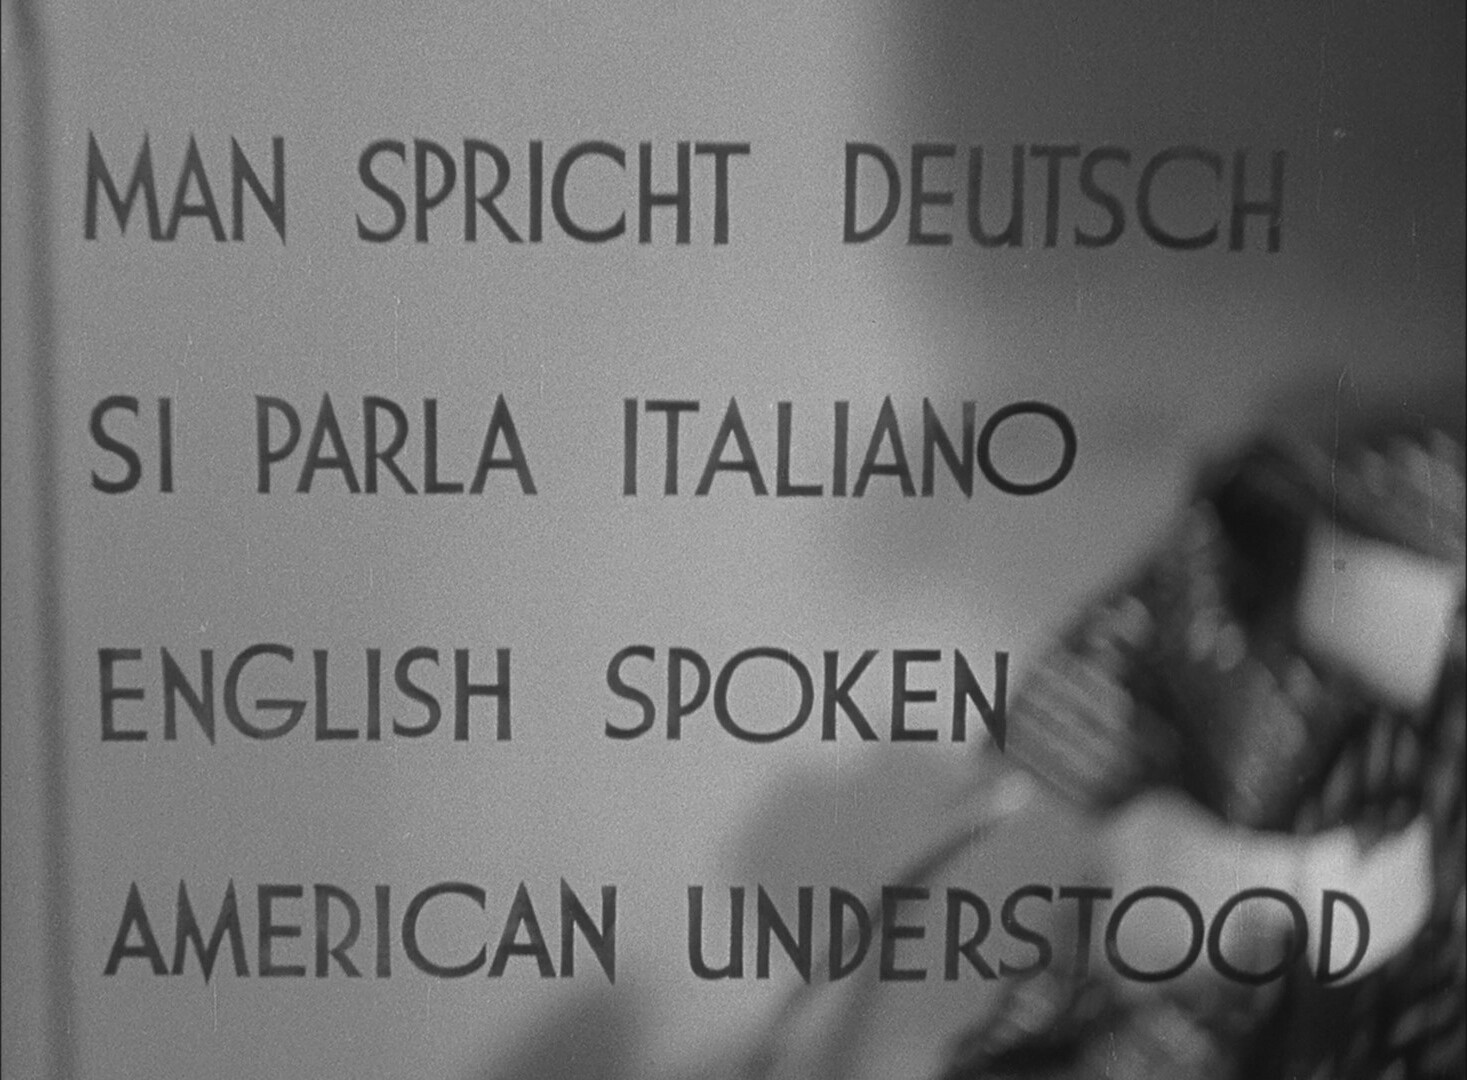 MAN SPRICHT DEUTSCH
SI PARLA ITALIANO
ENGLISH SPOKEN
AMERICAN UNDERSTOOD